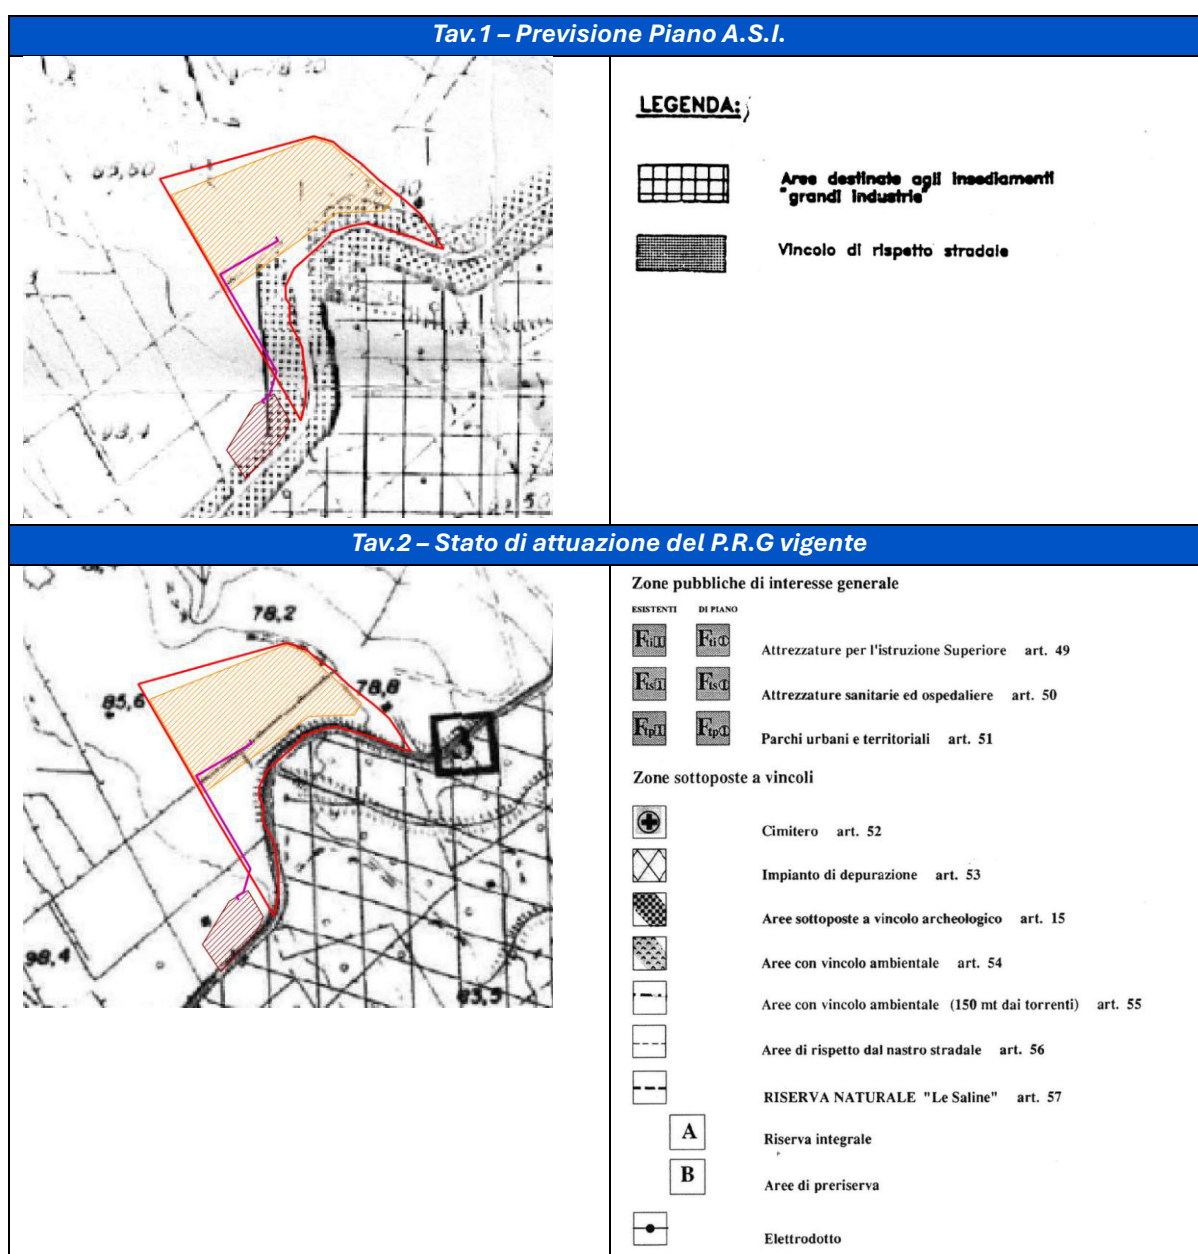 Tav.1 – Previsione Piano A.S.I.
85,50
50
LEGENDA:
Aree destinate agli insediamenti
"grandi industrie"
Vincolo di rispetto stradale
Tav.2 – Stato di attuazione del P.R.G vigente
78,2
85,6
78,8
98,4
83,5
Zone pubbliche di interesse generale
ESISTENTI DI PIANO
Attrezzature per l'istruzione Superiore art. 49
Attrezzature sanitarie ed ospedaliere art. 50
Parchi urbani e territoriali art. 51
Zone sottoposte a vincoli
Cimitero art. 52
Impianto di depurazione art. 53
Aree sottoposte a vincolo archeologico art. 15
Aree con vincolo ambientale art. 54
Aree con vincolo ambientale (150 mt dai torrenti) art. 55
Aree di rispetto dal nastro stradale art. 56
RISERVA NATURALE "Le Saline" art. 57
A Riserva integrale
B Aree di preriserva
Elettrodotto